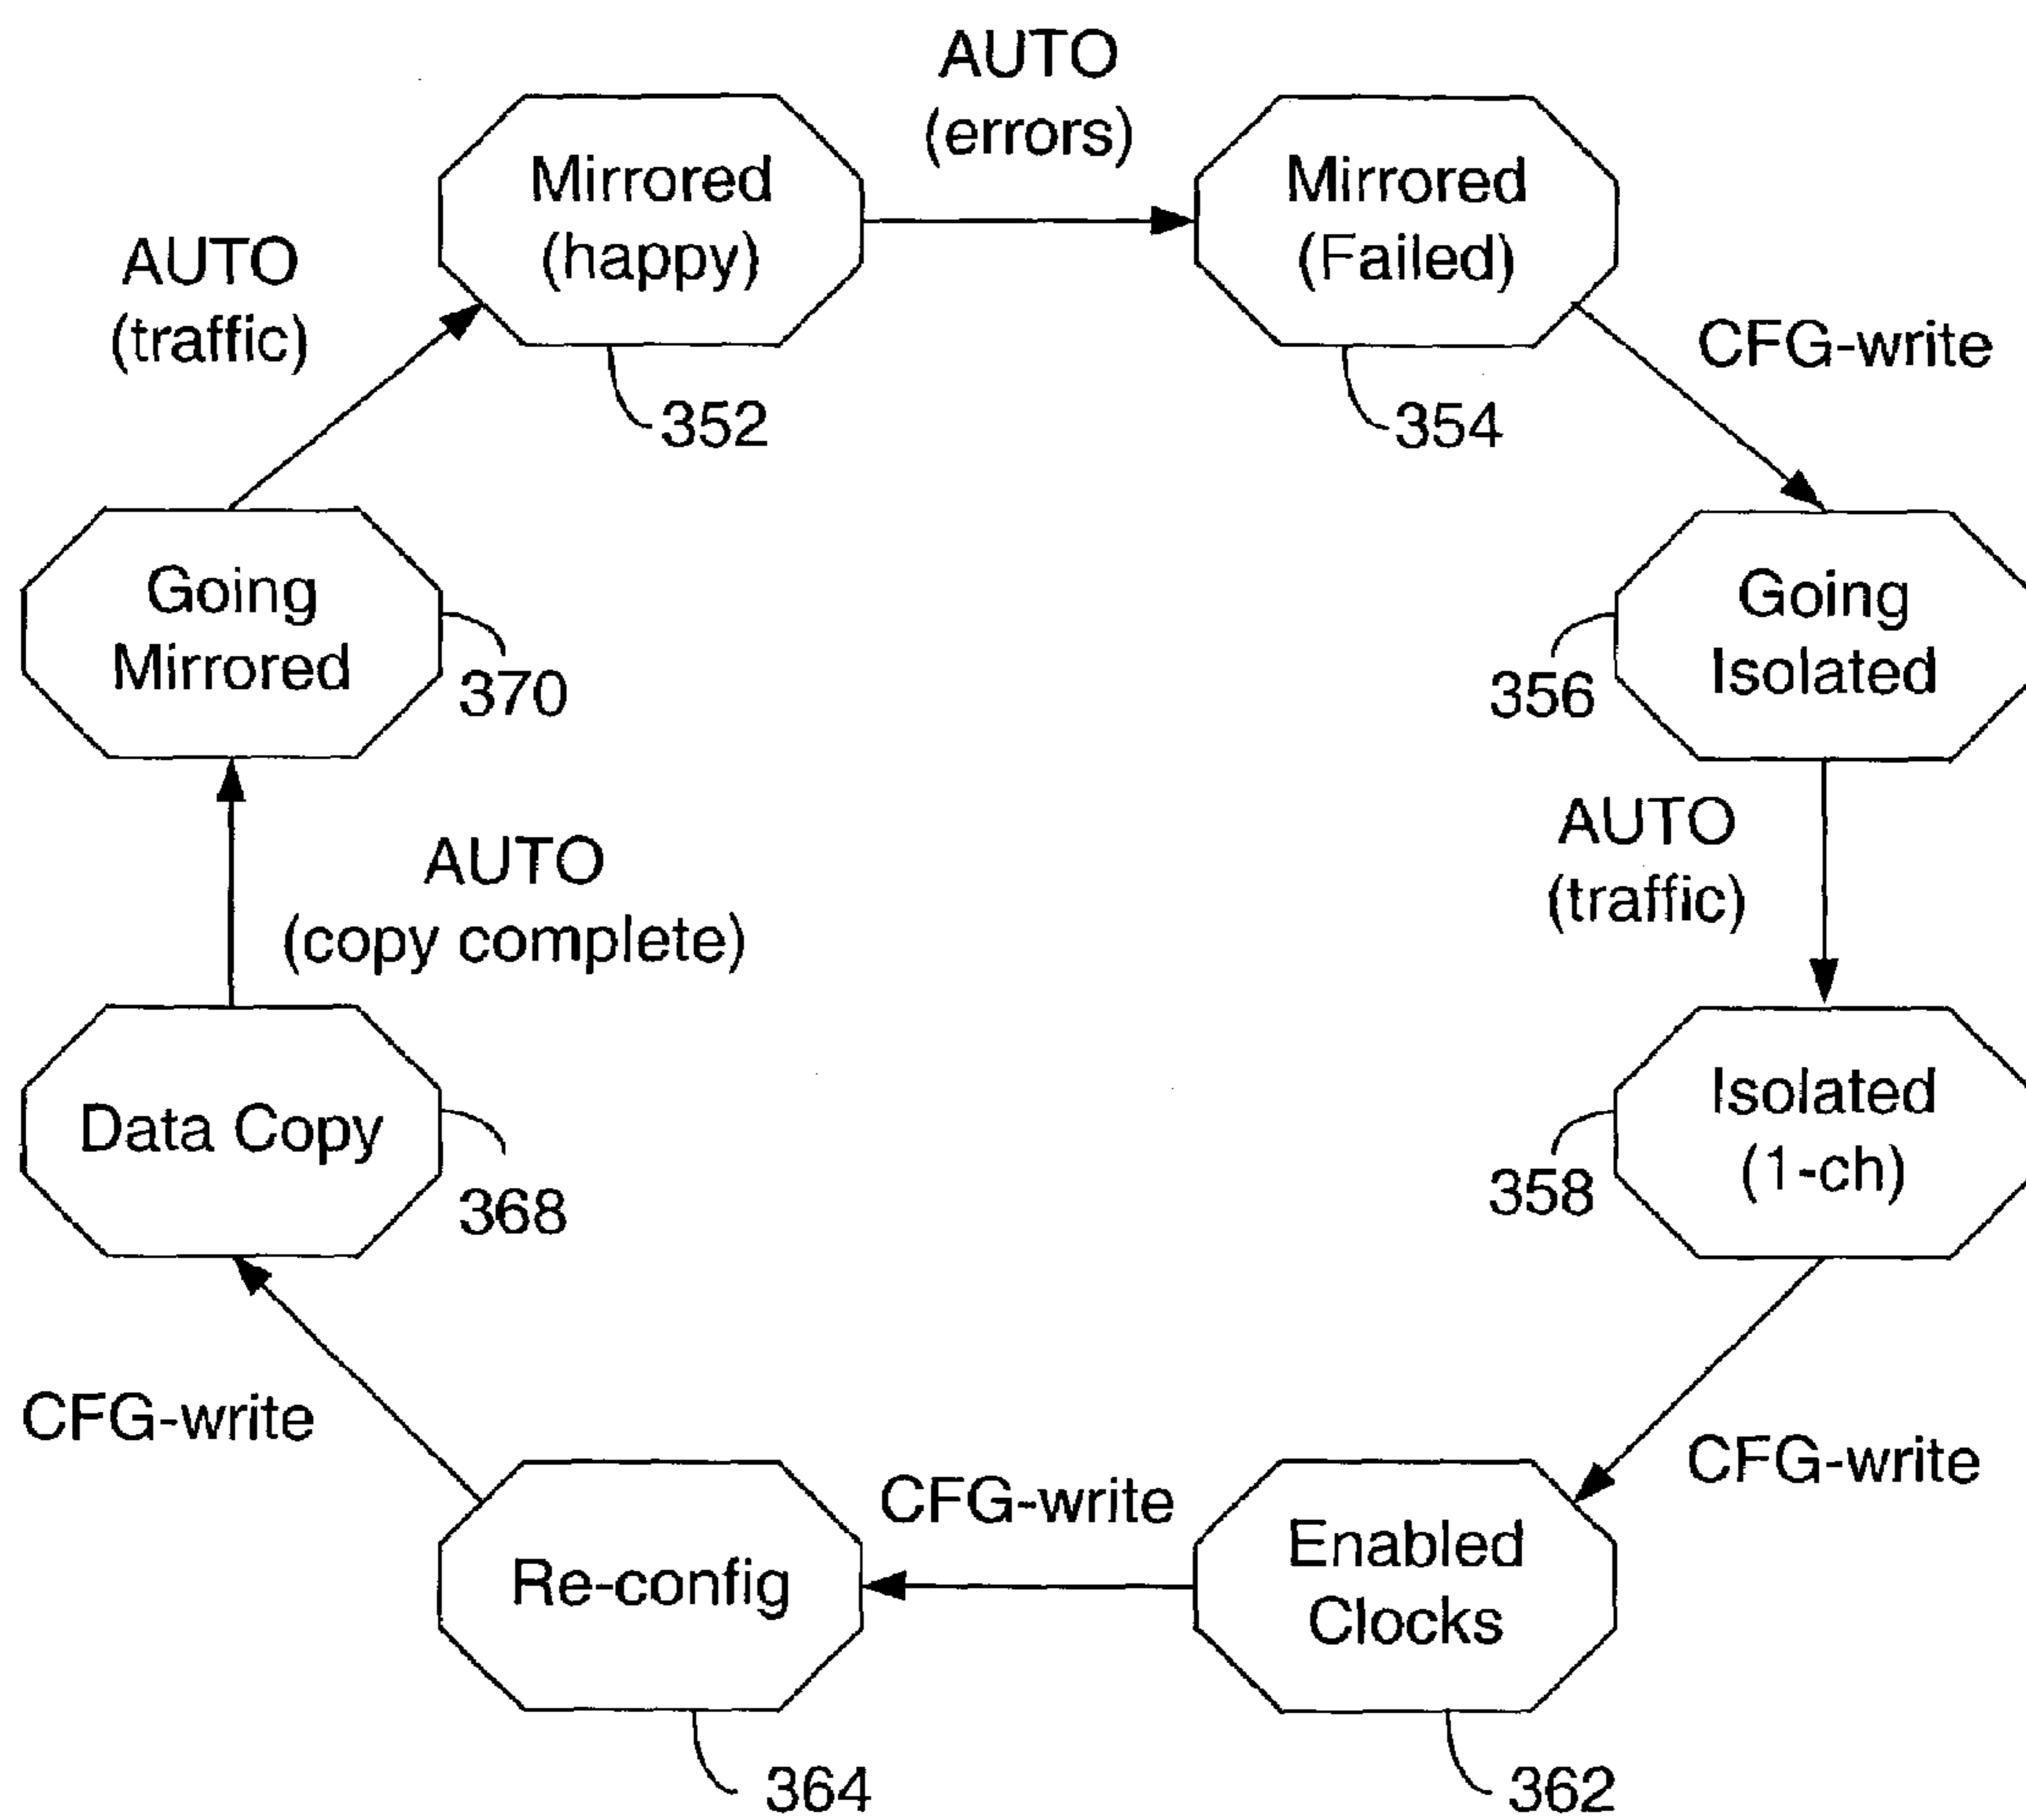 AUTO
(errors)
Mirrored
(happy)
Mirrored
(Failed)
AUTO
(traffic)
CFG-write
352
354
Going
Mirrored
370
Going
Isolated
356
AUTO
(traffic)
AUTO
(copy complete)
Data Copy
368
Isolated
(1-ch)
358
CFG-write
CFG-write
CFG-write
Re-config
Enabled
Clocks
364
362